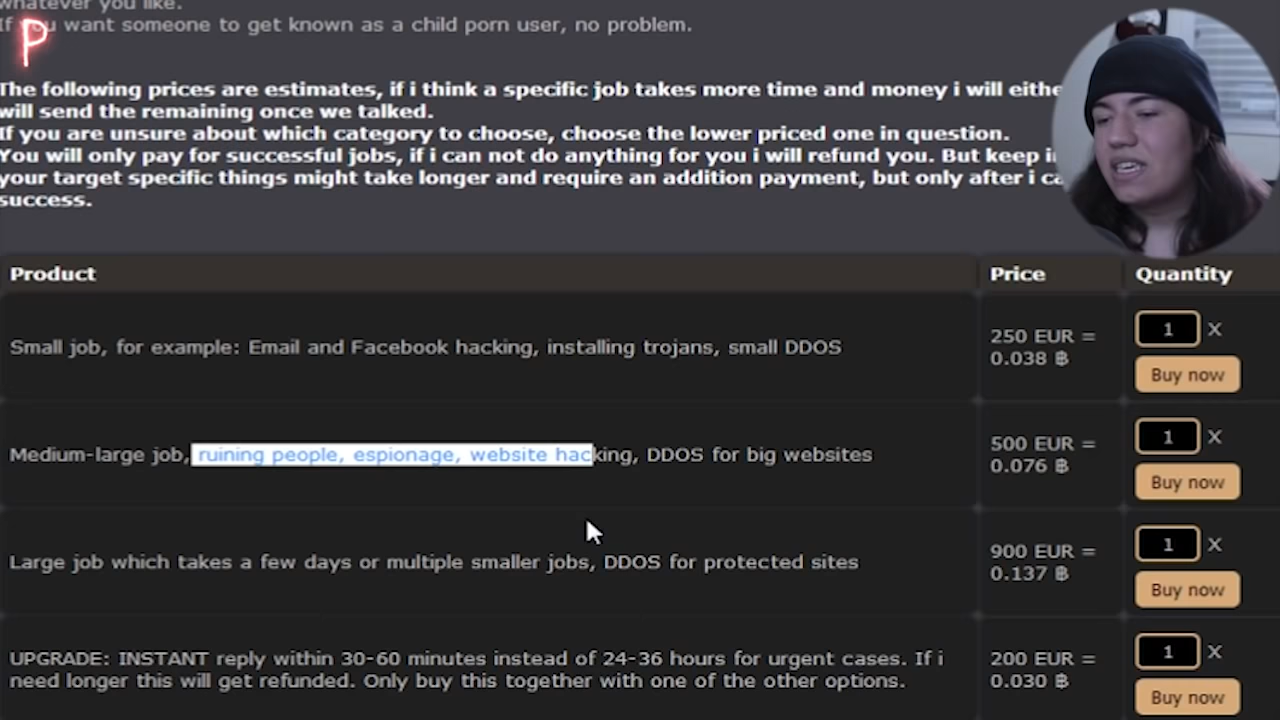 whatever you like.
If you want someone to get known as a child porn user, no problem.
P
The following prices are estimates, if i think a specific job takes more time and money i will
will send the remaining once we talked.
If you are unsure about which category to choose, choose the lower priced one in question.
You will only pay for successful jobs, if i can not do anything for you i will refund you. But keep
your target specific things might take longer and require an addition payment, but only after i
success.
Product Price Quantity
Small job, for example: Email and Facebook hacking, installing trojans, small DDOS
250 EUR =
0.038 ฿
1 X
Buy now
Medium-large job, ruining people, espionage, website hacking, DDOS for big websites
500 EUR =
0.076 ฿
1 X
Buy now
Large job which takes a few days or multiple smaller jobs, DDOS for protected sites
900 EUR =
0.137 ฿
1 X
Buy now
UPGRADE: INSTANT reply within 30-60 minutes instead of 24-36 hours for urgent cases. If i
need longer this will get refunded. Only buy this together with one of the other options.
200 EUR =
0.030 ฿
1 X
Buy now